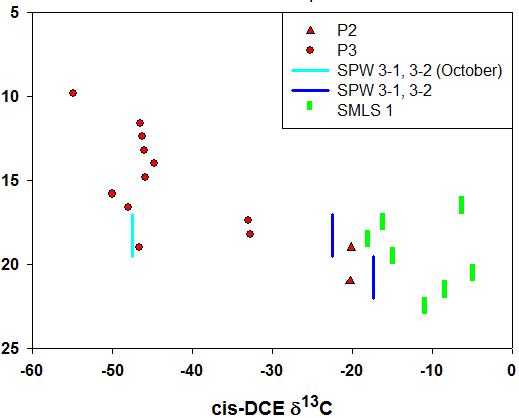 5
P2
P3
SPW 3-1, 3-2 (October)
SPW 3-1, 3-2
SMLS 1
10
15
20
25
-60 -50 -40 -30 -20 -10 0
cis-DCE δ13C